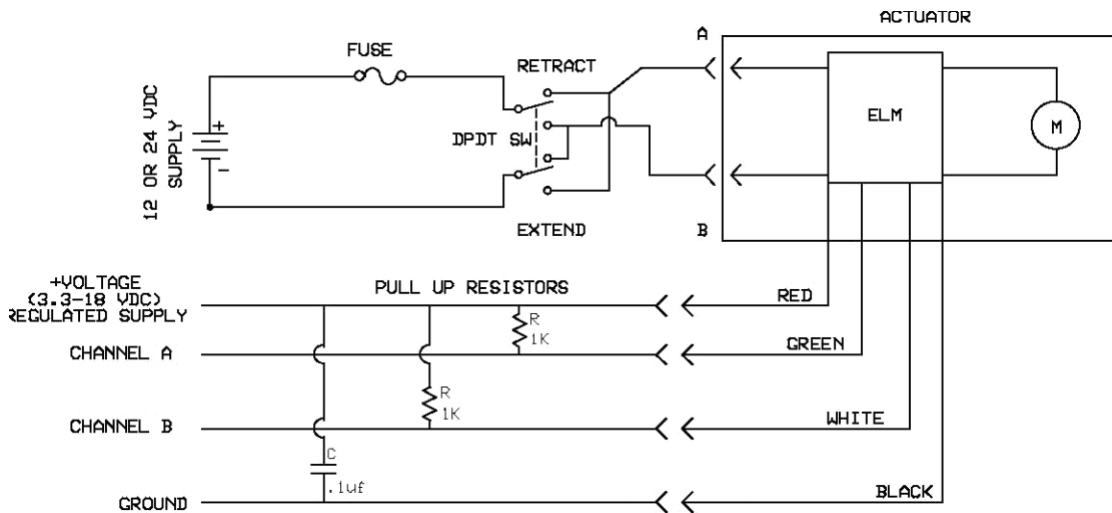 ACTUATOR
A
FUSE
RETRACT
ELM
M
+
DPDT SW
-
12 OR 24 VDC
SUPPLY
EXTEND
B
+VOLTAGE
(3.3-18 VDC)
REGULATED SUPPLY
PULL UP RESISTORS
RED
R
1K
CHANNEL A
GREEN
R
1K
CHANNEL B
WHITE
C
.1uf
GROUND
BLACK